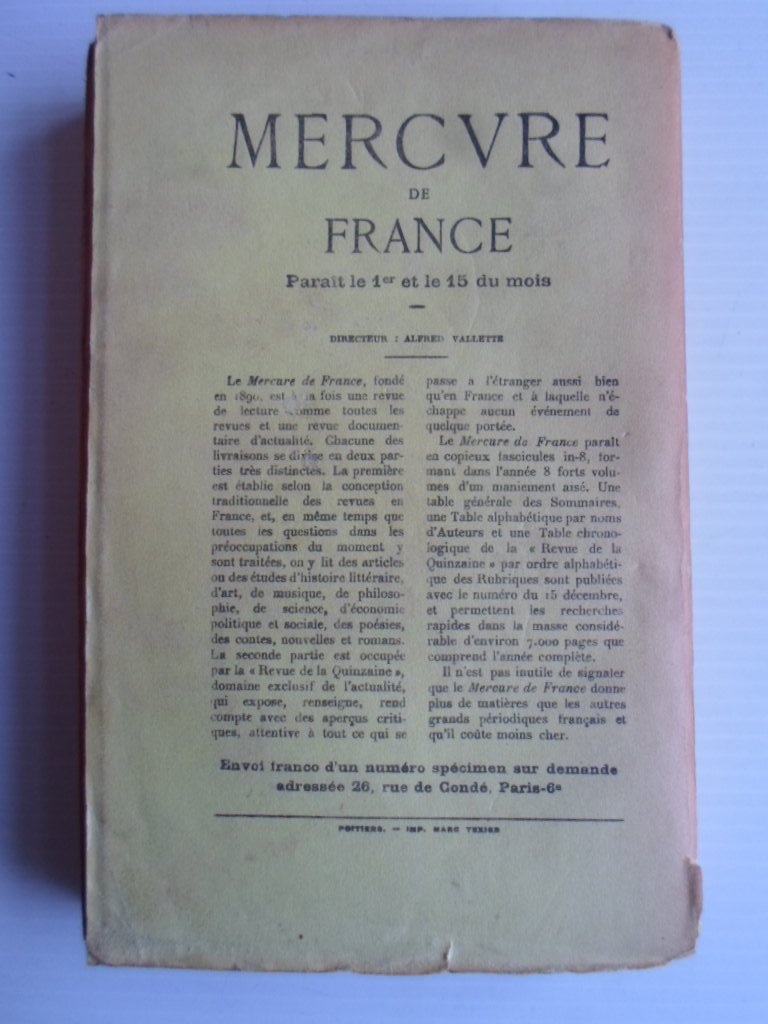 MERCVRE
DE
FRANCE
Paraît le 1er et le 15 du mois
DIRECTEUR : ALFRED VALLETTE
Le Mercure de France, fondé
en 1890, est à la fois une revue
de lecture comme toutes les
revues et une revue documen-
taire d'actualité. Chacune des
livraisons se divise en deux par-
ties très distinctes. La première
est établie selon la conception
traditionnelle des revues en
France, et, en même temps que
toutes les questions dans les
préoccupations du moment y
sont traitées, on y lit des articles
ou des études d'histoire littéraire,
d'art, de musique, de philoso-
phie, de science, d'économie
politique et sociale, des poésies,
des contes, nouvelles et romans.
La seconde partie est occupée
par la « Revue de la Quinzaine »,
domaine exclusif de l'actualité,
qui expose, renseigne, rend
compte avec des aperçus criti-
ques, attentive à tout ce qui se
passe a l'étranger aussi bien
qu'en France et à laquelle n'é-
chappe aucun événement de
quelque portée.
Le Mercure de France paraît
en copieux fascicules in-8, for-
mant dans l'année 8 forts volu-
mes d'un maniement aisé. Une
table générale des Sommaires,
une Table alphabétique par noms
d'Auteurs et une Table chrono-
logique de la « Revue de la
Quinzaine » par ordre alphabéti-
que des Rubriques sont publiées
avec le numéro du 15 décembre,
et permettent les recherches
rapides dans la masse considé-
rable d'environ 7.000 pages que
comprend l'année complète.
Il n'est pas inutile de signaler
que le Mercure de France donne
plus de matières que les autres
grands périodiques français et
qu'il coûte moins cher.
Envoi franco d'un numéro spécimen sur demande
adressée 26, rue de Condé, Paris-6e
POITIERS. — IMP. MARC TEXIER